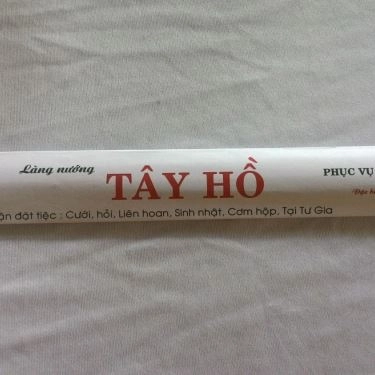 Làng nướng
TÂY HỒ
PHỤC VỤ
Đặc
ận đặt tiệc : Cưới, hỏi, Liên hoan, Sinh nhật, Cơm hộp, Tại Tư Gia